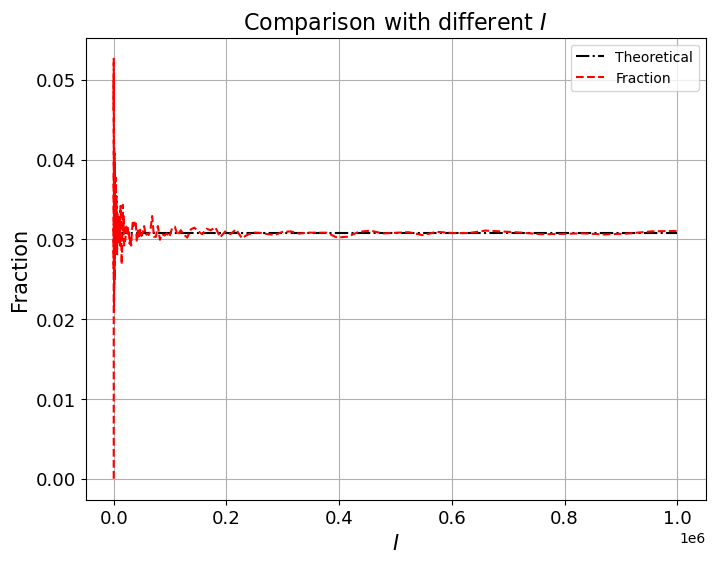 Comparison with different I
Theoretical
Fraction
Fraction
0.05
0.04
0.03
0.02
0.01
0.00
0.0 0.2 0.4 0.6 0.8 1.0
1e6
I